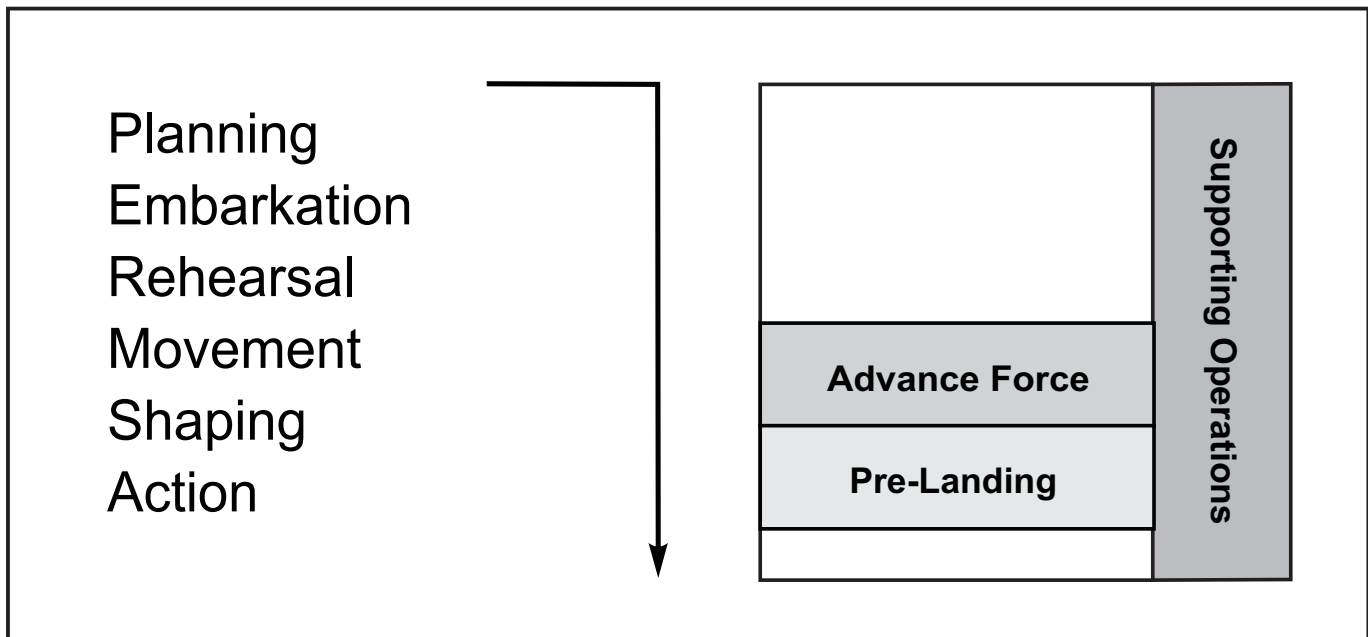 Planning
Embarkation
Rehearsal
Movement
Shaping
Action
Advance Force
Pre-Landing
Supporting Operations